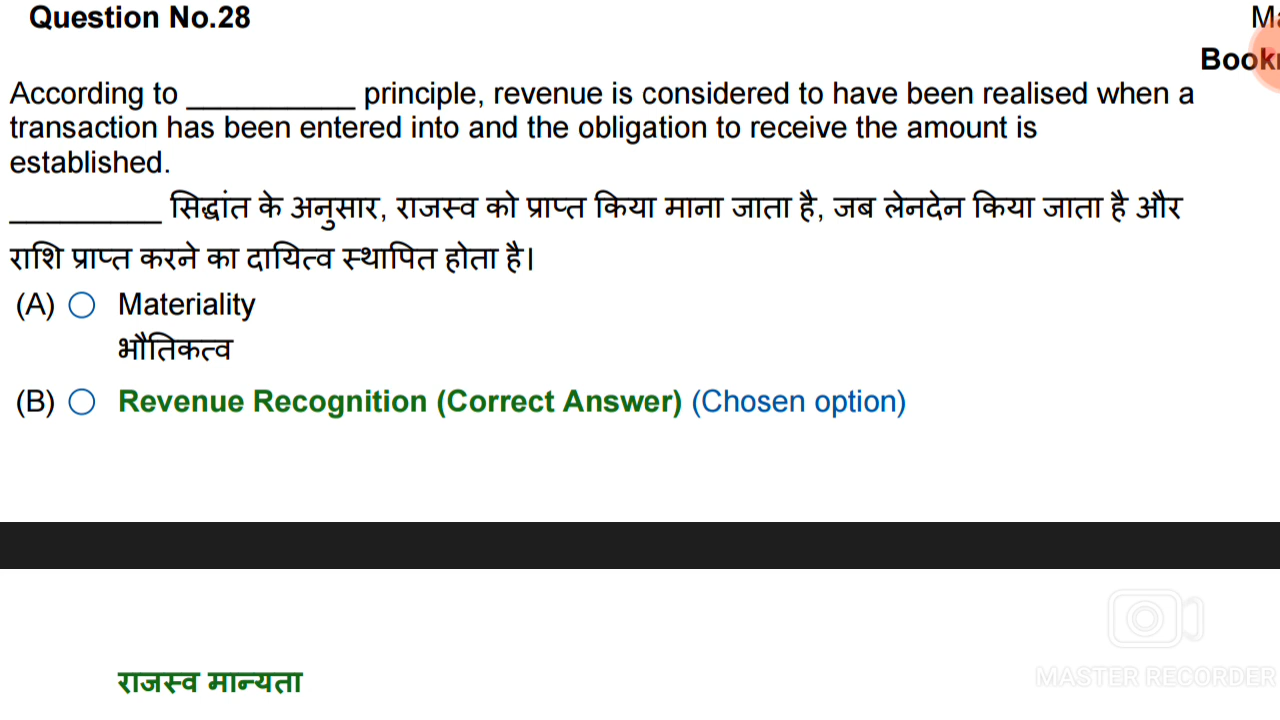 Question No.28
According to __________ principle, revenue is considered to have been realised when a
transaction has been entered into and the obligation to receive the amount is
established.
_________ सिद्धांत के अनुसार, राजस्व को प्राप्त किया माना जाता है, जब लेनदेन किया जाता है और
राशि प्राप्त करने का दायित्व स्थापित होता है।
(A) Materiality
भौतिकत्व
(B) Revenue Recognition (Correct Answer) (Chosen option)
राजस्व मान्यता
MASTER RECORDER